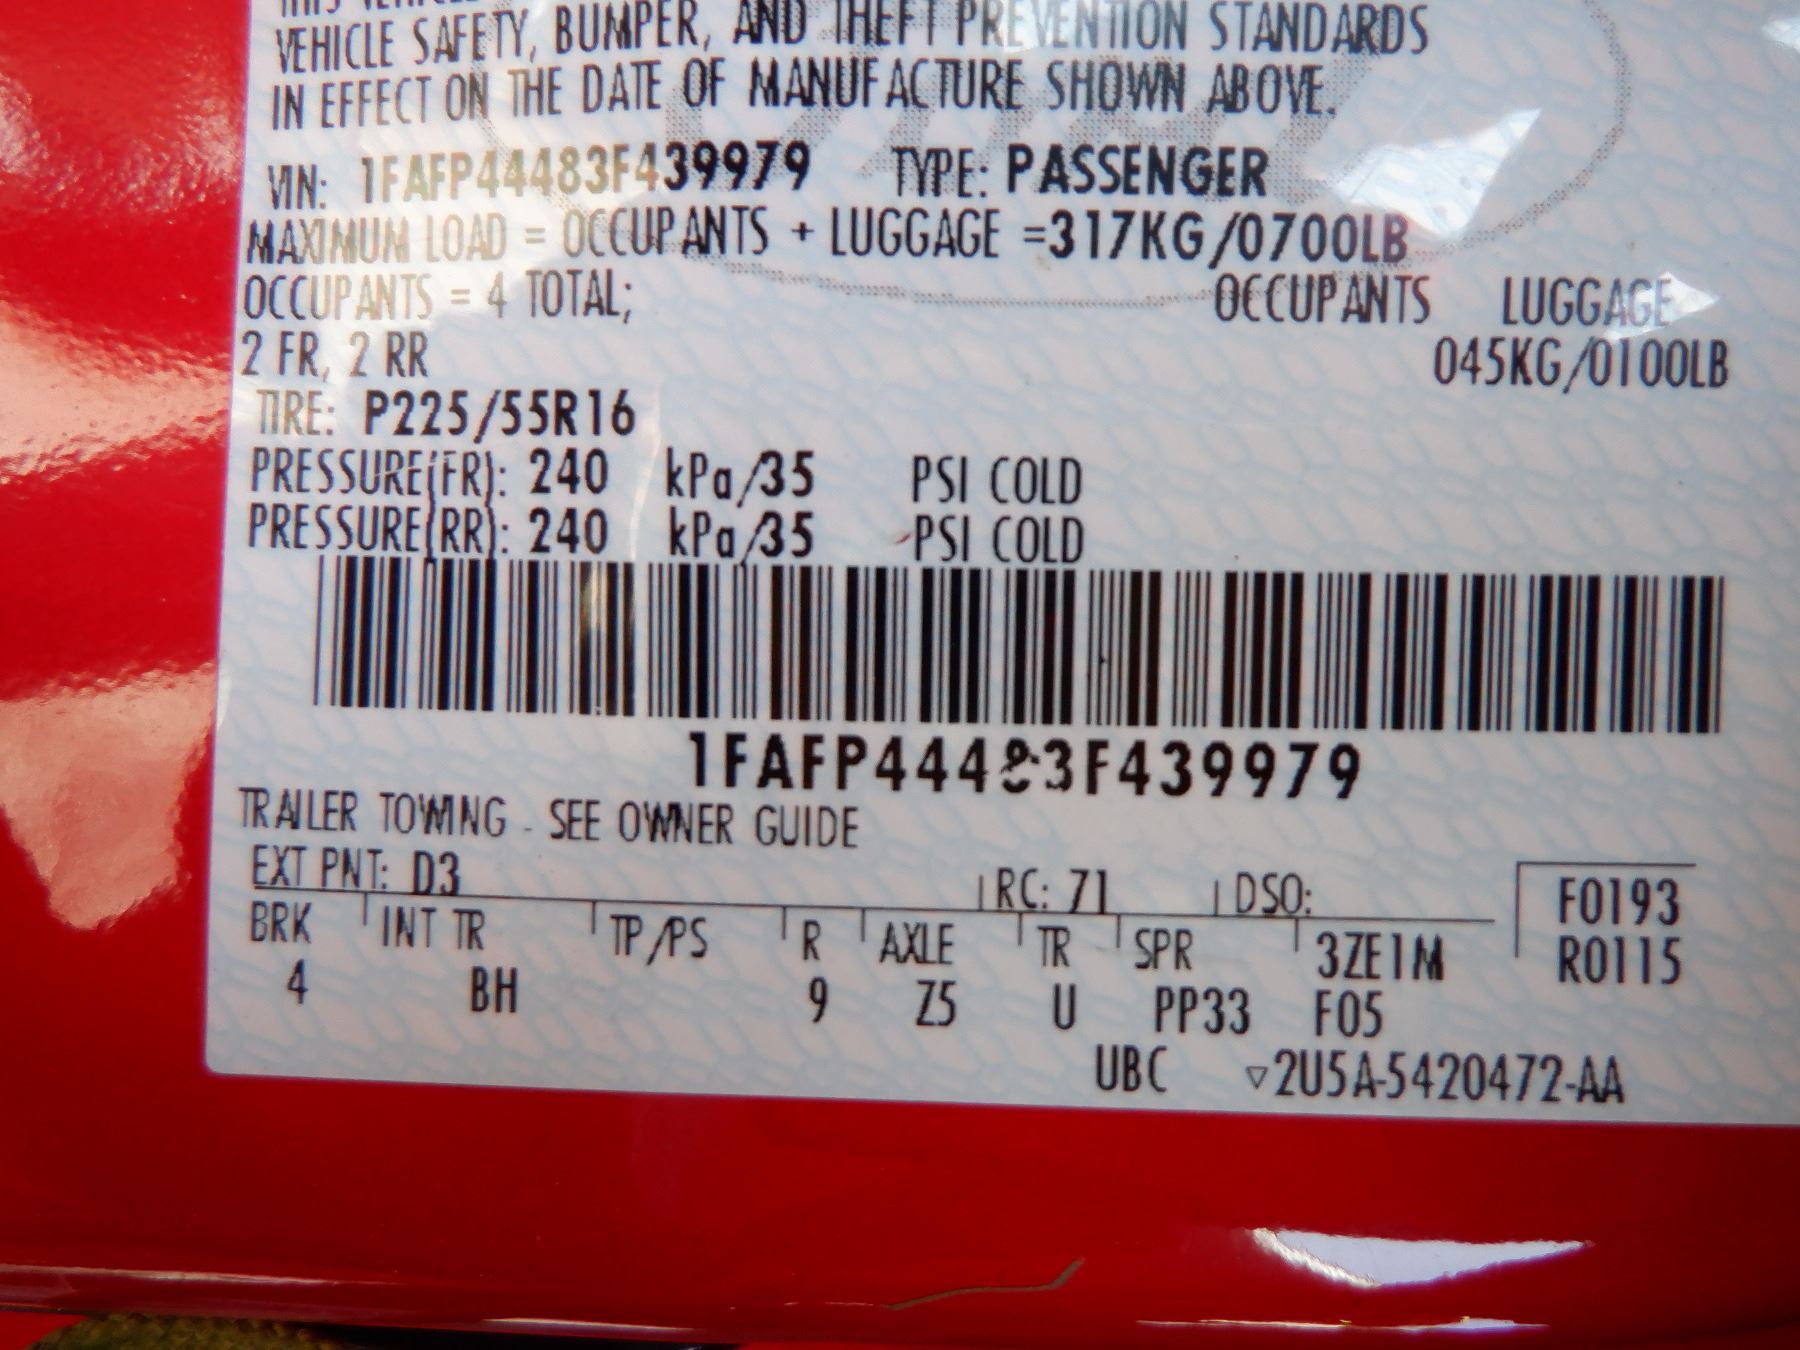 VEHICLE SAFETY, BUMPER, AND THEFT PREVENTION STANDARDS
IN EFFECT ON THE DATE OF MANUFACTURE SHOWN ABOVE.
VIN: 1FAFP44483F439979 TYPE: PASSENGER
MAXIMUM LOAD = OCCUPANTS + LUGGAGE =317KG/0700LB
OCCUPANTS = 4 TOTAL; OCCUPANTS LUGGAGE
2 FR, 2 RR 045KG/0100LB
TIRE: P225/55R16
PRESSURE(FR): 240 kPa/35 PSI COLD
PRESSURE(RR): 240 kPa/35 PSI COLD
1FAFP44483F439979
TRAILER TOWING - SEE OWNER GUIDE
EXT PNT: D3 RC: 71 DSO: F0193
BRK INT TR TP/PS R AXLE TR SPR 3ZE1M R0115
4 BH 9 Z5 U PP33 F05
UBC ▽2U5A-5420472-AA